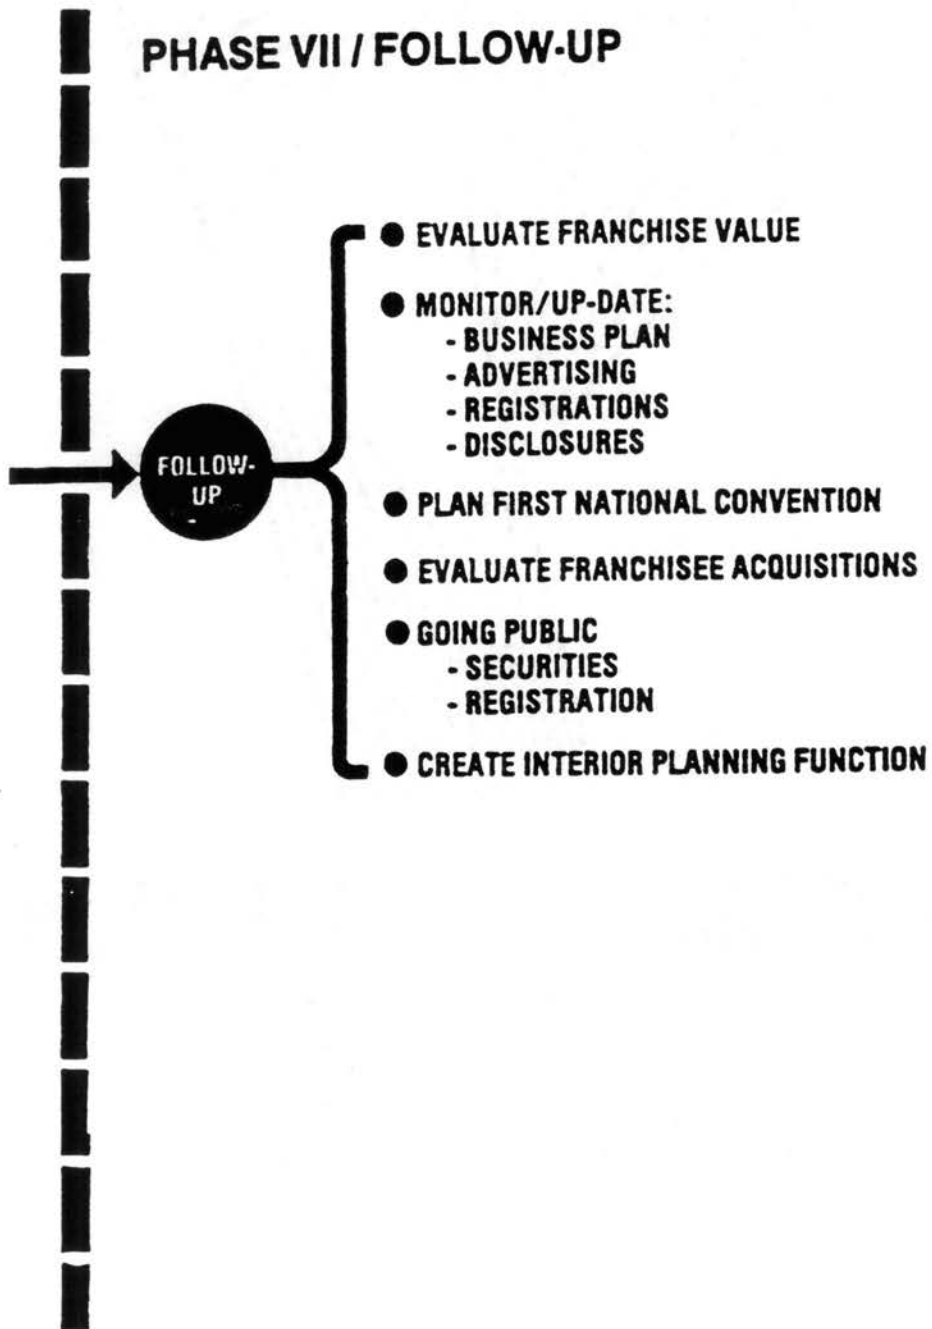 PHASE VII / FOLLOW-UP
● EVALUATE FRANCHISE VALUE
● MONITOR/UP-DATE:
- BUSINESS PLAN
- ADVERTISING
- REGISTRATIONS
- DISCLOSURES
FOLLOW-
UP
● PLAN FIRST NATIONAL CONVENTION
● EVALUATE FRANCHISEE ACQUISITIONS
● GOING PUBLIC
- SECURITIES
- REGISTRATION
● CREATE INTERIOR PLANNING FUNCTION